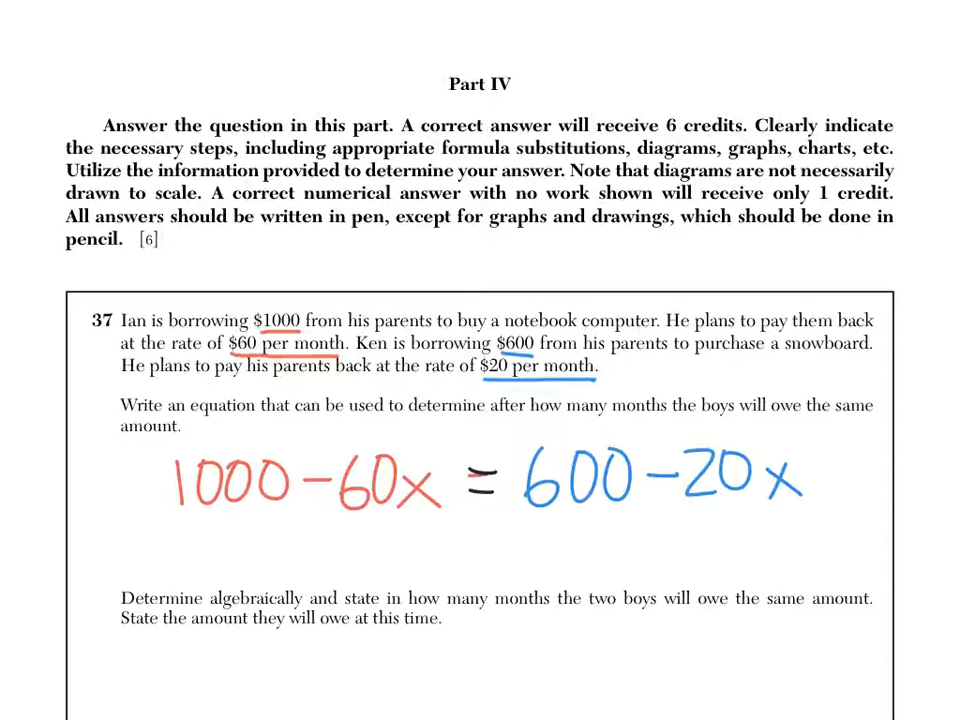 Part IV
Answer the question in this part. A correct answer will receive 6 credits. Clearly indicate
the necessary steps, including appropriate formula substitutions, diagrams, graphs, charts, etc.
Utilize the information provided to determine your answer. Note that diagrams are not necessarily
drawn to scale. A correct numerical answer with no work shown will receive only 1 credit.
All answers should be written in pen, except for graphs and drawings, which should be done in
pencil. [6]
37 Ian is borrowing $1000 from his parents to buy a notebook computer. He plans to pay them back
at the rate of $60 per month. Ken is borrowing $600 from his parents to purchase a snowboard.
He plans to pay his parents back at the rate of $20 per month.
Write an equation that can be used to determine after how many months the boys will owe the same
amount.
1000 - 60x = 600 - 20x
Determine algebraically and state in how many months the two boys will owe the same amount.
State the amount they will owe at this time.